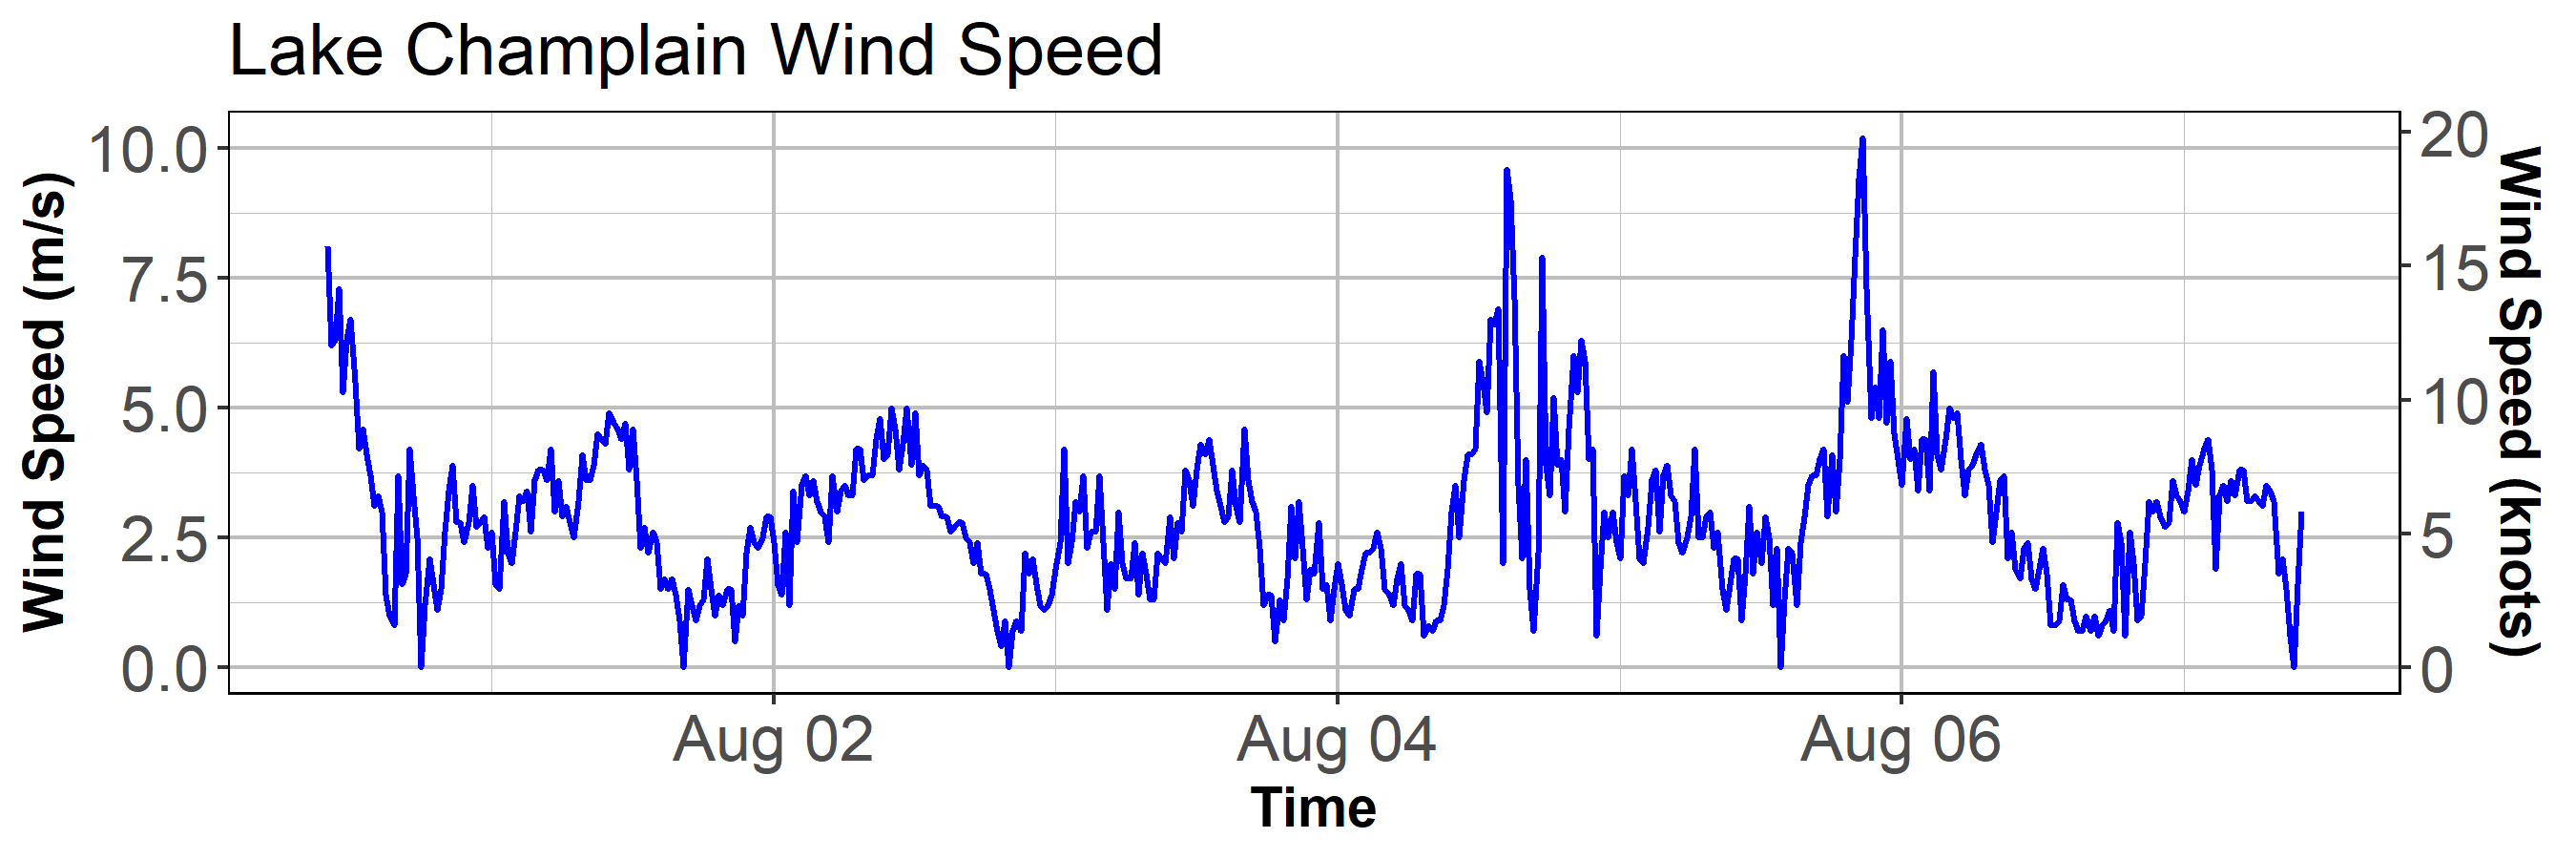 Lake Champlain Wind Speed
Wind Speed (m/s)
10.0
7.5
5.0
2.5
0.0
20
15
10
5
0
Wind Speed (knots)
Aug 02 Aug 04 Aug 06
Time